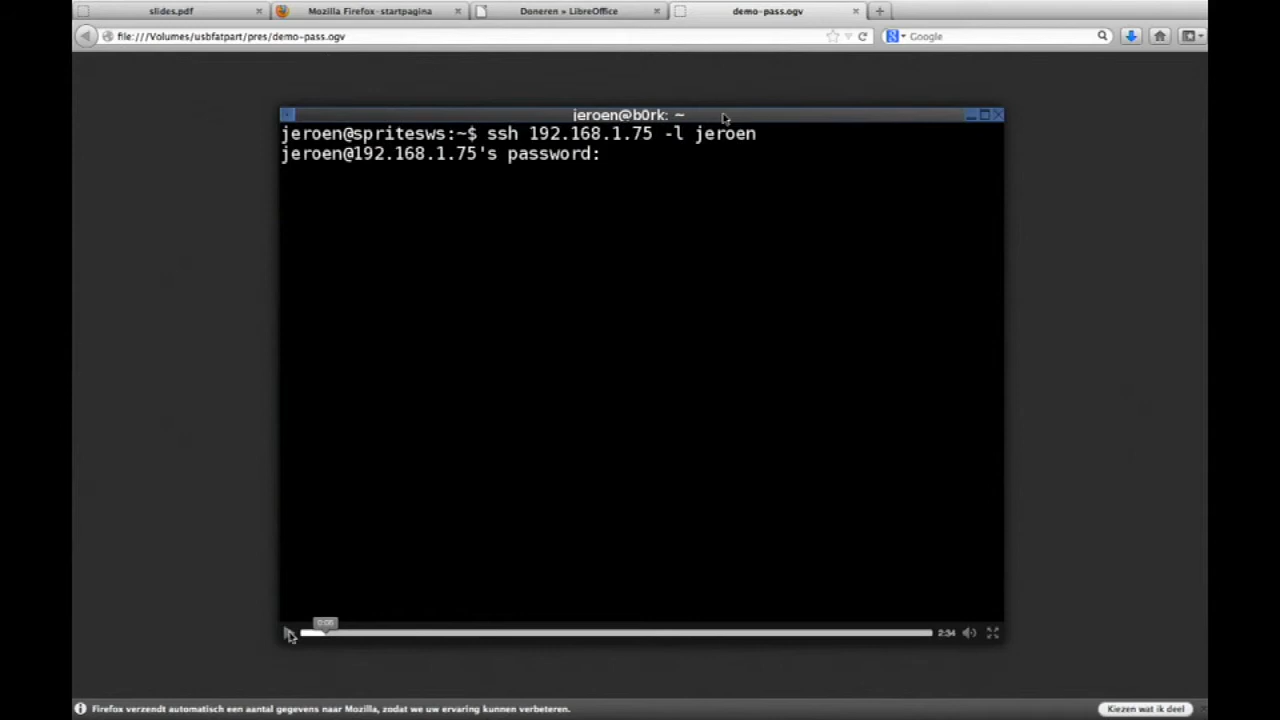 slides.pdf
Mozilla Firefox-startpagina
Doneren » LibreOffice
demo-pass.ogv
file:///Volumes/usbfatpart/pres/demo-pass.ogv
Google
jeroen@b0rk: ~
jeroen@spritesws:~$ ssh 192.168.1.75 -l jeroen
jeroen@192.168.1.75's password:
0:00
2:34
Firefox verzendt automatisch een aantal gegevens naar Mozilla, zodat we uw ervaring kunnen verbeteren.
Kiezen wat ik deel